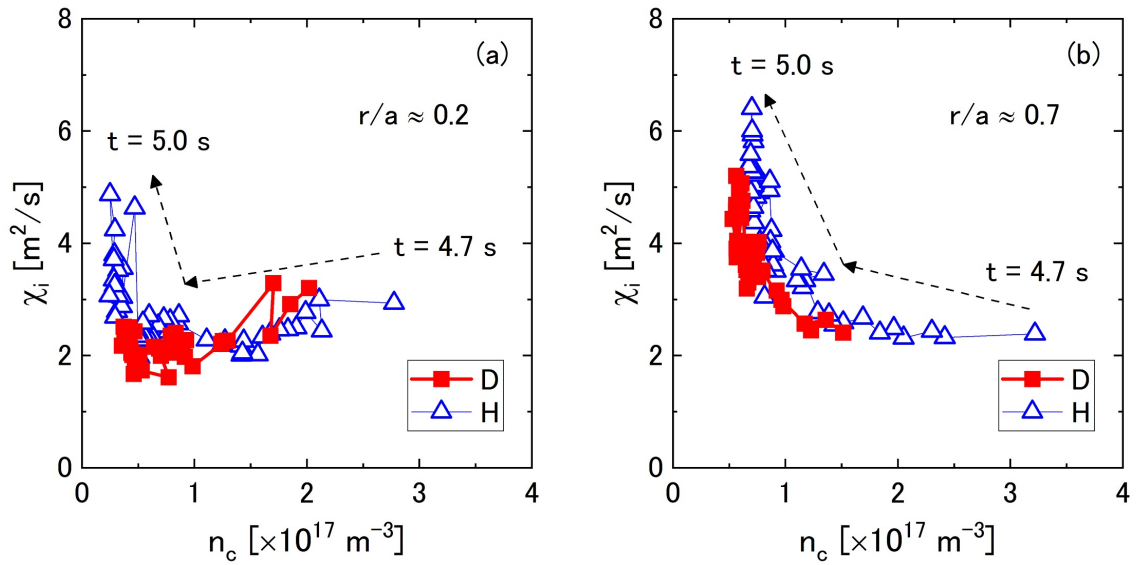 8
6
4
2
0
0
1
2
3
4
χi [m²/s]
nc [×10¹⁷ m⁻³]
(a)
r/a ≈ 0.2
t = 5.0 s
t = 4.7 s
D
H
8
6
4
2
0
0
1
2
3
4
χi [m²/s]
nc [×10¹⁷ m⁻³]
(b)
t = 5.0 s
r/a ≈ 0.7
t = 4.7 s
D
H